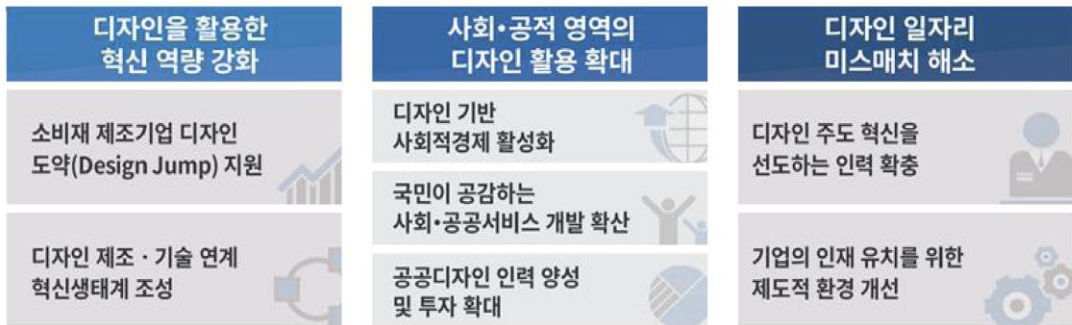 디자인을 활용한
혁신 역량 강화
소비재 제조기업 디자인
도약(Design Jump) 지원
디자인 제조 · 기술 연계
혁신생태계 조성
사회•공적 영역의
디자인 활용 확대
디자인 기반
사회적경제 활성화
국민이 공감하는
사회•공공서비스 개발 확산
공공디자인 인력 양성
및 투자 확대
디자인 일자리
미스매치 해소
디자인 주도 혁신을
선도하는 인력 확충
기업의 인재 유치를 위한
제도적 환경 개선